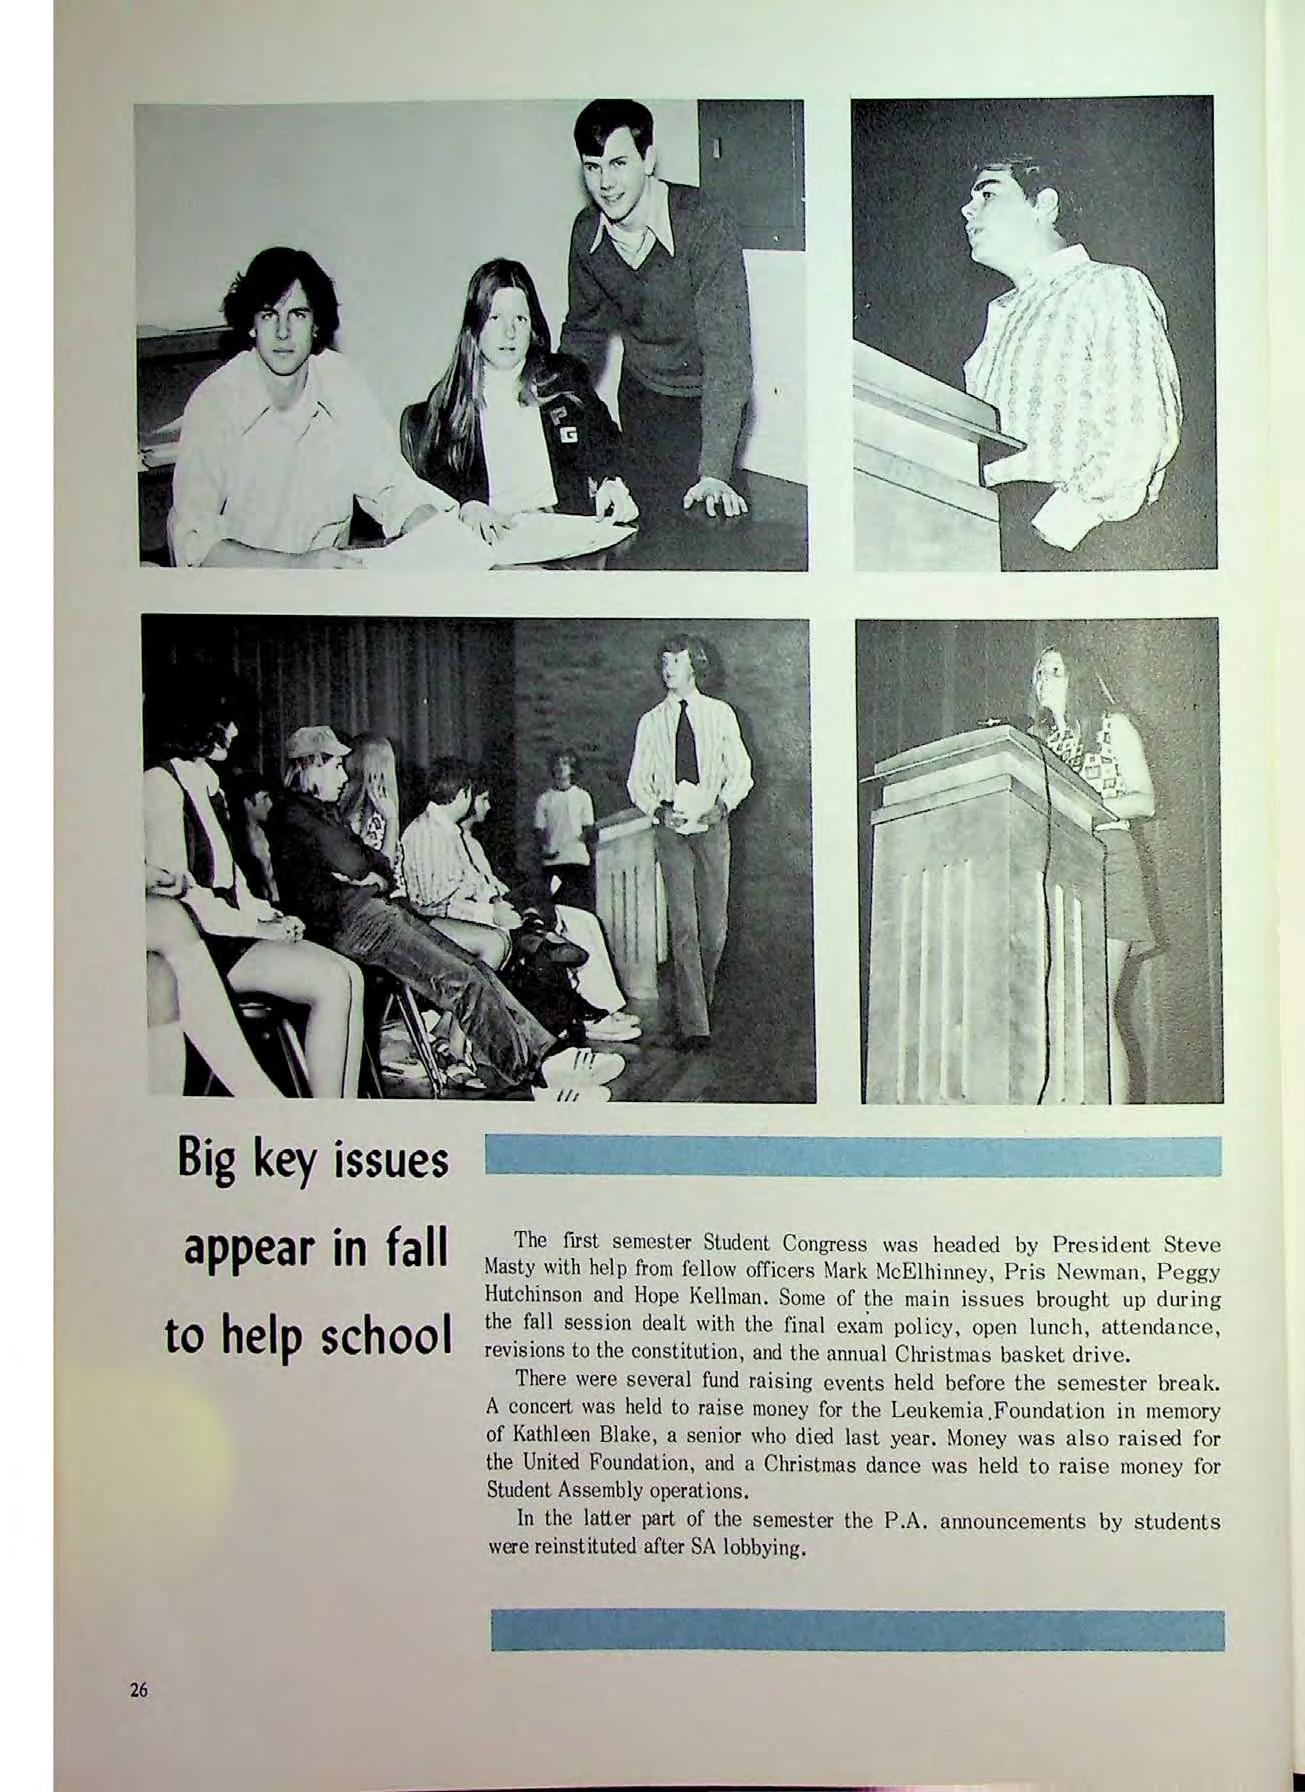 P
G
Big key issues
appear in fall
to help school
The first semester Student Congress was headed by President Steve
Masty with help from fellow officers Mark McElhinney, Pris Newman, Peggy
Hutchinson and Hope Kellman. Some of the main issues brought up during
the fall session dealt with the final exam policy, open lunch, attendance,
revisions to the constitution, and the annual Christmas basket drive.
There were several fund raising events held before the semester break.
A concert was held to raise money for the Leukemia Foundation in memory
of Kathleen Blake, a senior who died last year. Money was also raised for
the United Foundation, and a Christmas dance was held to raise money for
Student Assembly operations.
In the latter part of the semester the P.A. announcements by students
were reinstituted after SA lobbying.
26